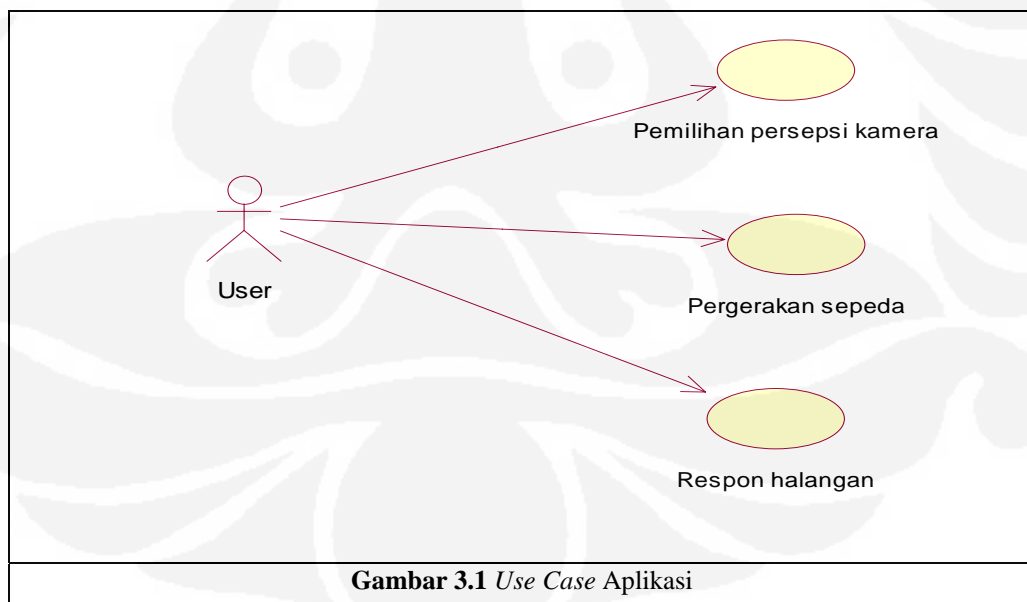 Pemilihan persepsi kamera
User
Pergerakan sepeda
Respon halangan
Gambar 3.1 Use Case Aplikasi